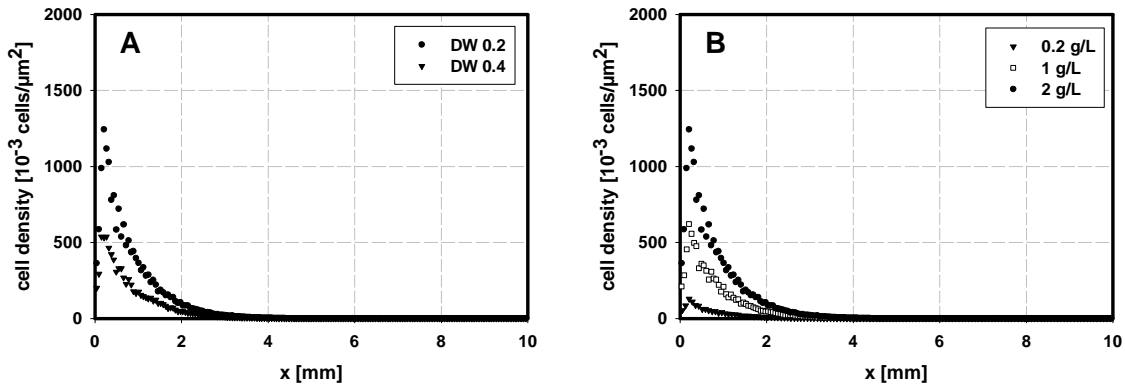 A
DW 0.2
DW 0.4
cell density [10⁻³ cells/µm²]
2000
1500
1000
500
0
0 2 4 6 8 10
x [mm]
B
0.2 g/L
1 g/L
2 g/L
cell density [10⁻³ cells/µm²]
2000
1500
1000
500
0
0 2 4 6 8 10
x [mm]